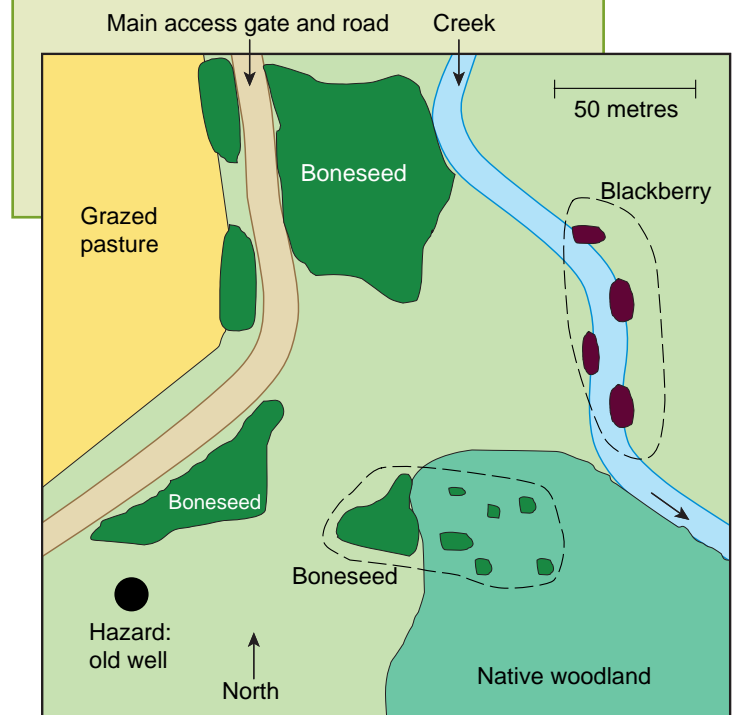 Main access gate and road
Creek
50 metres
Boneseed
Blackberry
Grazed
pasture
Boneseed
Boneseed
Hazard:
old well
North
Native woodland